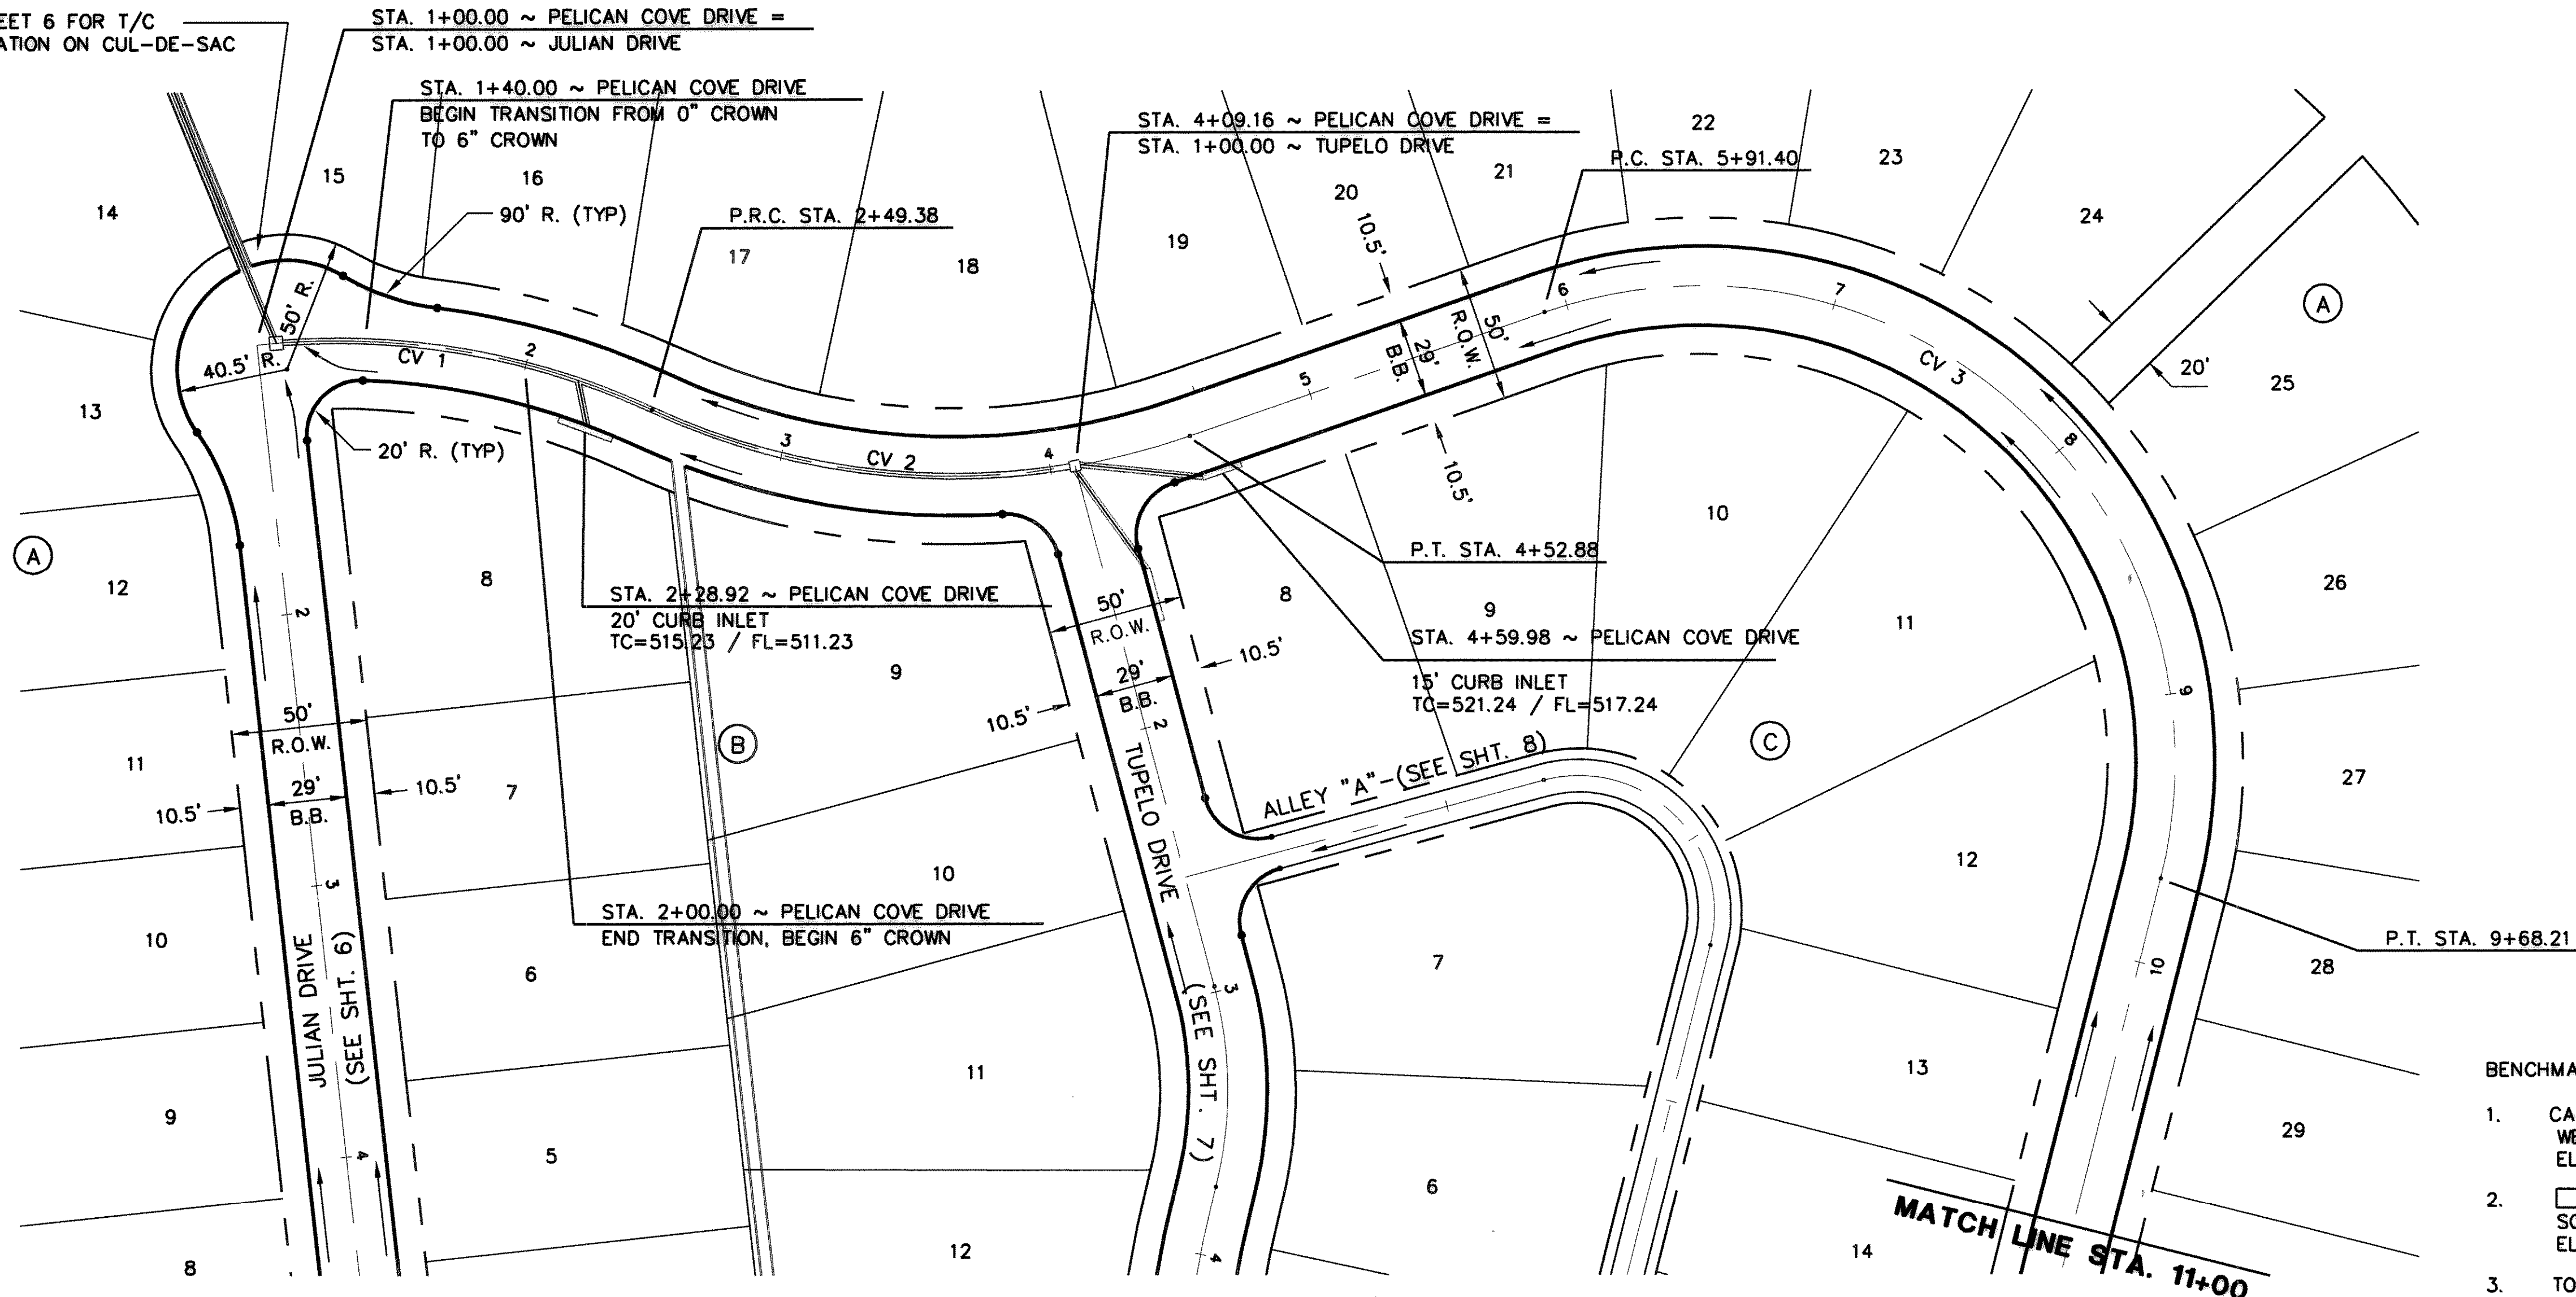 EET 6 FOR T/C
ATION ON CUL-DE-SAC
STA. 1+00.00 ~ PELICAN COVE DRIVE =
STA. 1+00.00 ~ JULIAN DRIVE
STA. 1+40.00 ~ PELICAN COVE DRIVE
BEGIN TRANSITION FROM 0" CROWN
TO 6" CROWN
STA. 4+09.16 ~ PELICAN COVE DRIVE =
STA. 1+00.00 ~ TUPELO DRIVE
P.C. STA. 5+91.40
P.R.C. STA. 2+49.38
90' R. (TYP)
14
15
16
17
18
19
20
21
22
23
24
25
26
27
28
29
A
20'
10.5'
50'
R.O.W.
29'
B.B.
50' R.
40.5'
R.
CV 1
2
3
CV 2
4
5
6
7
CV 3
8
9
10
13
20' R. (TYP)
10.5'
A
12
11
10
9
8
2
50'
R.O.W.
29'
B.B.
10.5'
10.5'
3
4
JULIAN DRIVE
(SEE SHT. 6)
8
7
6
5
B
STA. 2+28.92 ~ PELICAN COVE DRIVE
20' CURB INLET
TC=515.23 / FL=511.23
9
10
11
12
STA. 2+00.00 ~ PELICAN COVE DRIVE
END TRANSITION, BEGIN 6" CROWN
50'
R.O.W.
29'
B.B.
10.5'
10.5'
2
3
4
TUPELO DRIVE
(SEE SHT. 7)
P.T. STA. 4+52.88
STA. 4+59.98 ~ PELICAN COVE DRIVE
15' CURB INLET
TC=521.24 / FL=517.24
8
9
10
11
12
13
14
C
ALLEY "A"-(SEE SHT. 8)
7
6
P.T. STA. 9+68.21
MATCH LINE STA. 11+00
BENCHMA
1. CA
WE
EL
2.
SC
EL
3. TO